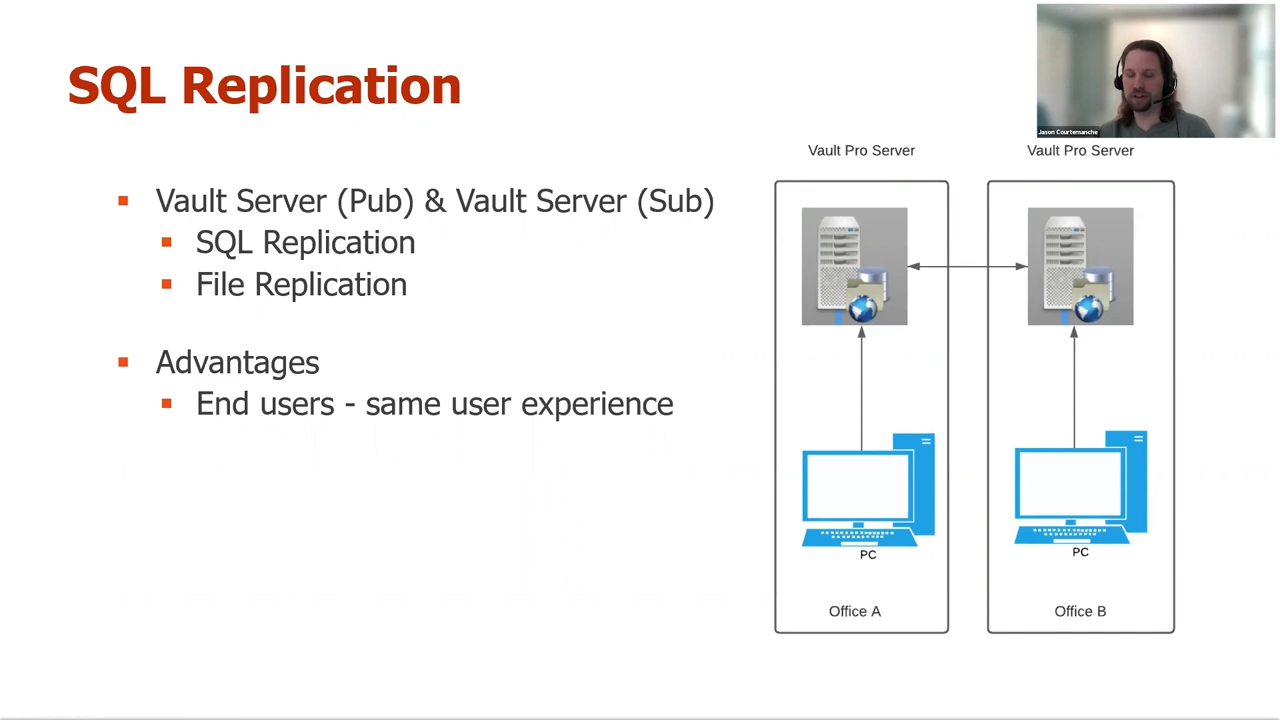 SQL Replication
Jason Courtemanche
Vault Server (Pub) & Vault Server (Sub)
SQL Replication
File Replication
Advantages
End users - same user experience
Vault Pro Server
Vault Pro Server
PC
PC
Office A
Office B